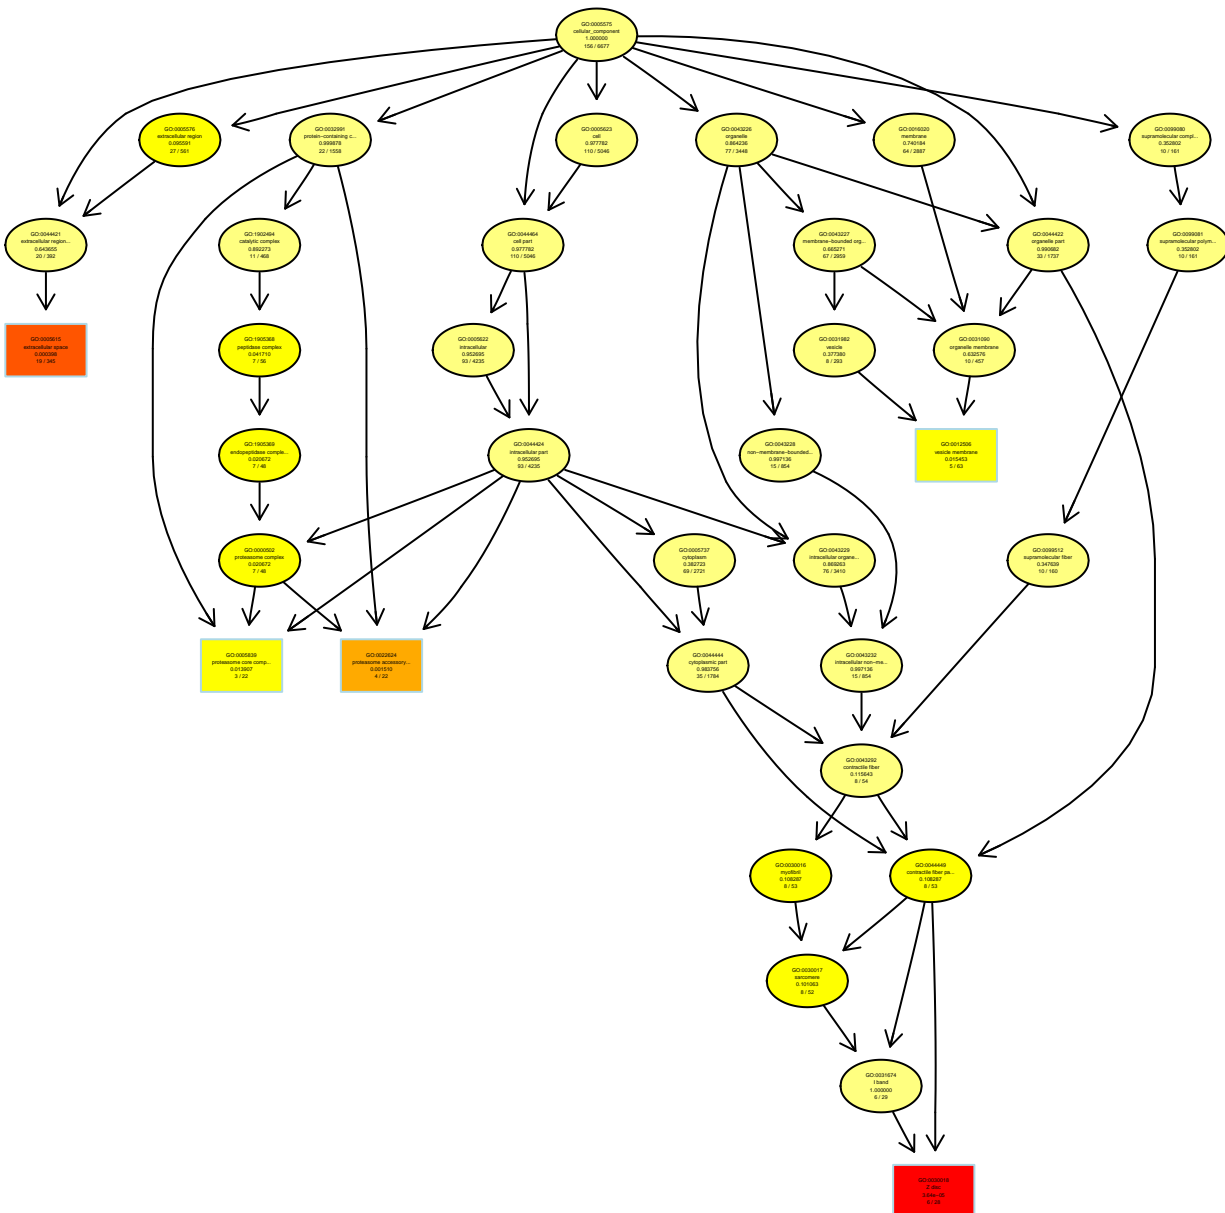 GO:0005575
cellular_component
1.000000
156 / 6677
GO:0005576
extracellular region
0.095591
27 / 561
GO:0032991
protein−containing c...
0.999878
22 / 1558
GO:0005623
cell
0.977782
110 / 5046
GO:0043226
organelle
0.864236
77 / 3448
GO:0016020
membrane
0.740184
64 / 2887
GO:0099080
supramolecular compl...
0.352802
10 / 161
GO:0044421
extracellular region...
0.643655
20 / 392
GO:1902494
catalytic complex
0.892273
11 / 468
GO:0044464
cell part
0.977782
110 / 5046
GO:0043227
membrane−bounded org...
0.665271
67 / 2959
GO:0044422
organelle part
0.990682
33 / 1737
GO:0099081
supramolecular polym...
0.352802
10 / 161
GO:0005615
extracellular space
0.000398
19 / 345
GO:1905368
peptidase complex
0.041710
7 / 56
GO:0005622
intracellular
0.952695
93 / 4235
GO:0031982
vesicle
0.377380
8 / 293
GO:0031090
organelle membrane
0.632576
10 / 457
GO:1905369
endopeptidase comple...
0.020672
7 / 48
GO:0044424
intracellular part
0.952695
93 / 4235
GO:0043228
non−membrane−bounded...
0.997136
15 / 854
GO:0012506
vesicle membrane
0.015453
5 / 63
GO:0000502
proteasome complex
0.020672
7 / 48
GO:0005737
cytoplasm
0.382723
69 / 2721
GO:0043229
intracellular organe...
0.869263
76 / 3410
GO:0099512
supramolecular fiber
0.347639
10 / 160
GO:0005839
proteasome core comp...
0.013907
3 / 22
GO:0022624
proteasome accessory...
0.001510
4 / 22
GO:0044444
cytoplasmic part
0.983756
35 / 1784
GO:0043232
intracellular non−me...
0.997136
15 / 854
GO:0043292
contractile fiber
0.115643
8 / 54
GO:0030016
myofibril
0.108287
8 / 53
GO:0044449
contractile fiber pa...
0.108287
8 / 53
GO:0030017
sarcomere
0.101063
8 / 52
GO:0031674
I band
1.000000
6 / 29
GO:0030018
Z disc
6 / 28